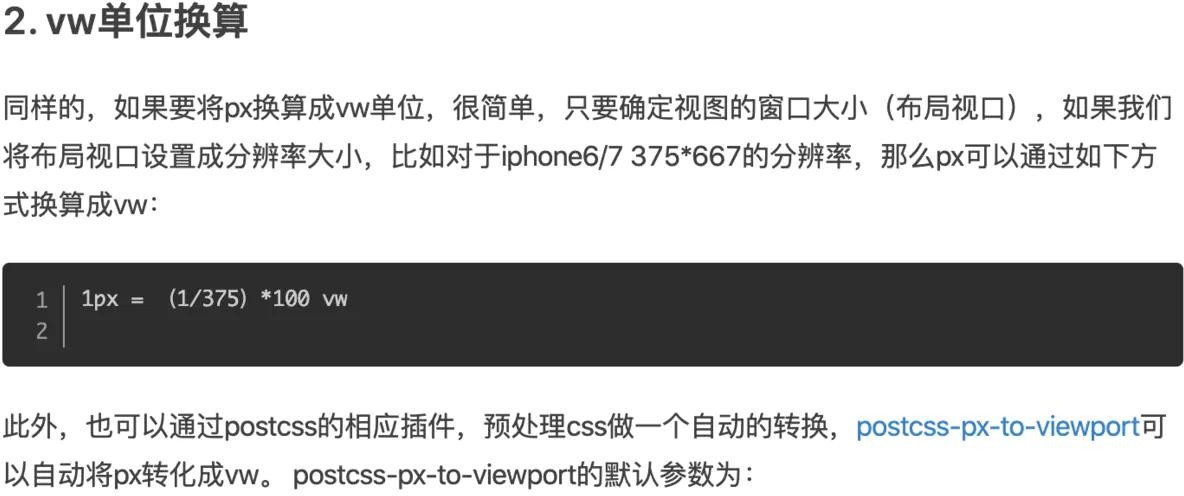 2. vw单位换算
同样的，如果要将px换算成vw单位，很简单，只要确定视图的窗口大小（布局视口），如果我们
将布局视口设置成分辨率大小，比如对于iphone6/7 375*667的分辨率，那么px可以通过如下方
式换算成vw：
1 1px = （1/375）*100 vw
2
此外，也可以通过postcss的相应插件，预处理css做一个自动的转换，postcss-px-to-viewport可
以自动将px转化成vw。 postcss-px-to-viewport的默认参数为：